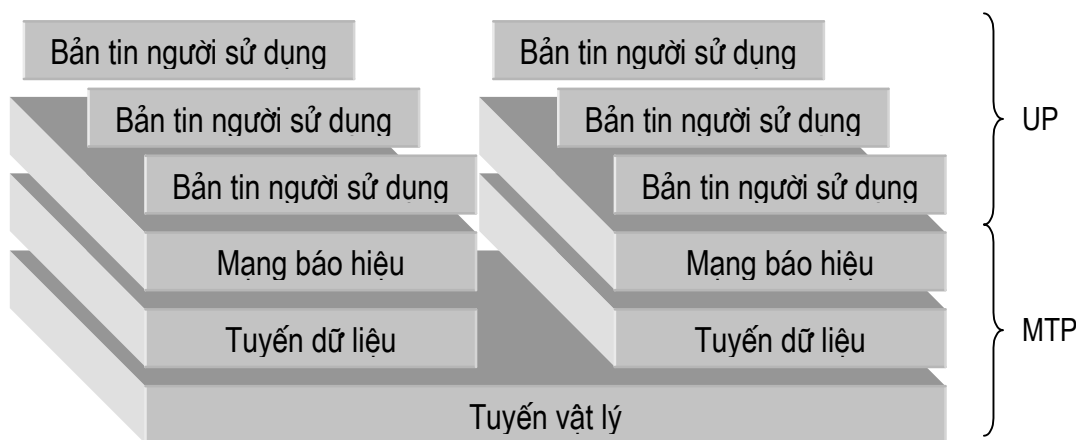 Bản tin người sử dụng
Bản tin người sử dụng
Bản tin người sử dụng
Bản tin người sử dụng
UP
Bản tin người sử dụng
Bản tin người sử dụng
Mạng báo hiệu
Mạng báo hiệu
Tuyến dữ liệu
Tuyến dữ liệu
MTP
Tuyến vật lý